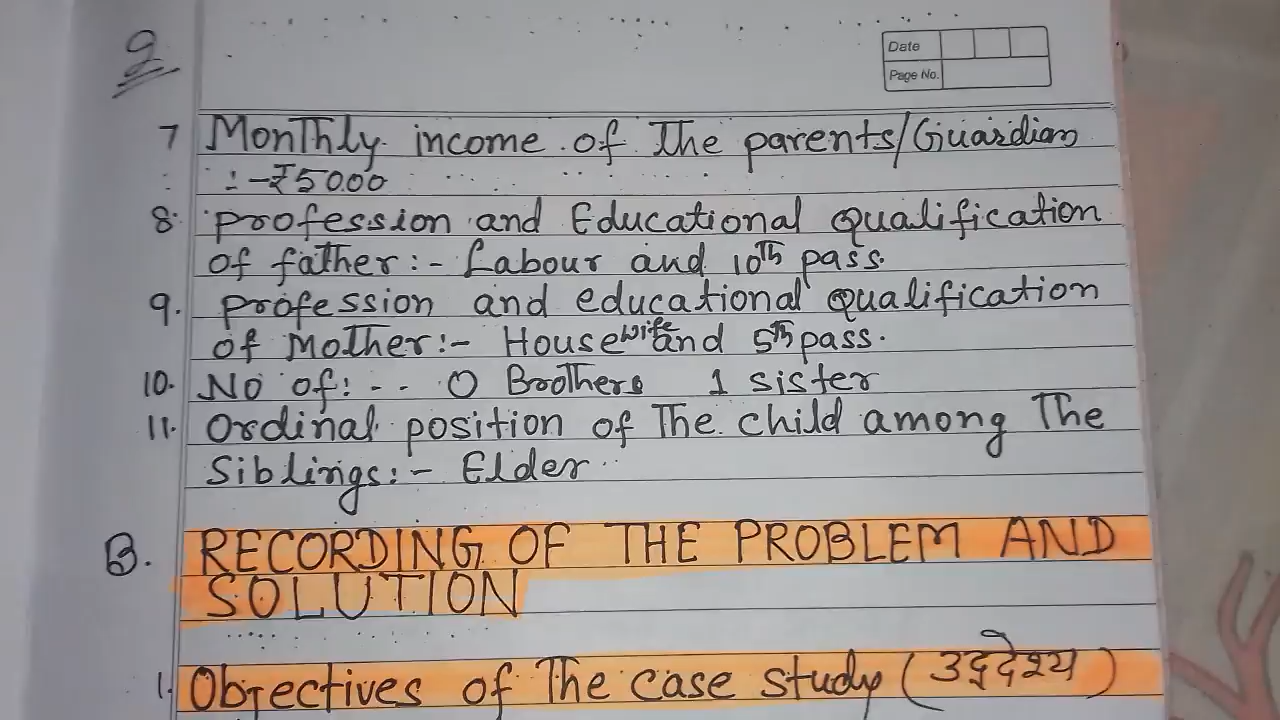 2
Date
Page No.
7 Monthly income of The parents/Guardian
:-₹5000
8. Profession and Educational qualification
of father:- Labour and 10th pass.
9. Profession and educational qualification
of Mother:- Housewife and 5th pass.
10. No of:-- 0 Brothers 1 sister
11. Ordinal position of The child among The
Siblings:- Elder
B. RECORDING OF THE PROBLEM AND
SOLUTION
1. Objectives of The case study (उद्देश्य)